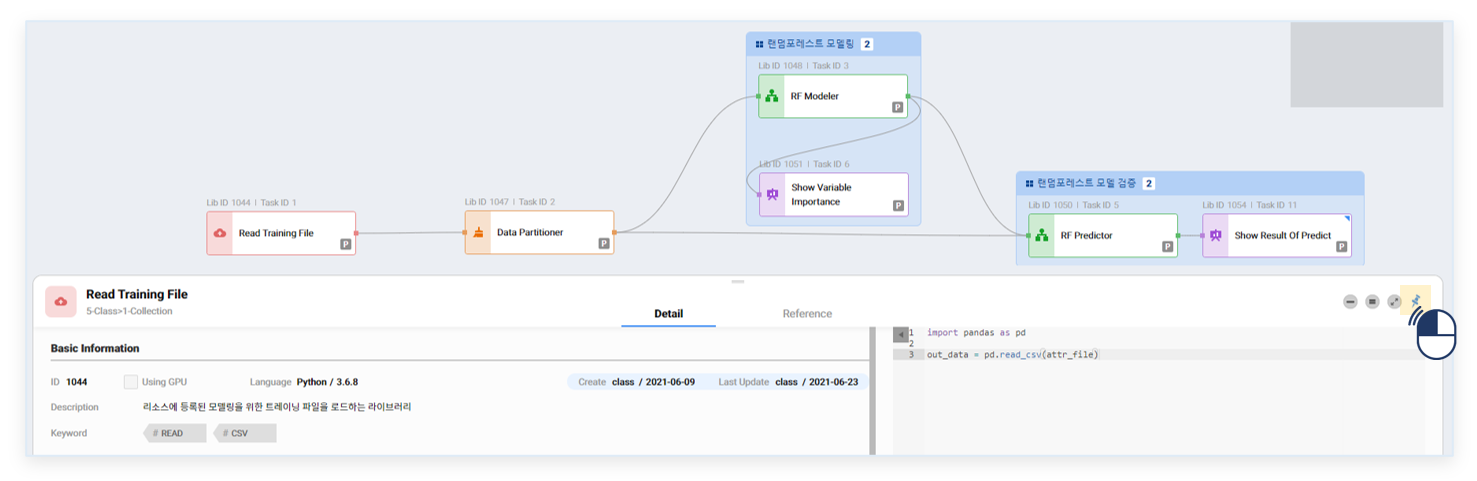 랜덤포레스트 모델링 2
Lib ID 1048 | Task ID 3
RF Modeler
P
Lib ID 1051 | Task ID 6
Show Variable
Importance
P
Lib ID 1044 | Task ID 1
Read Training File
P
Lib ID 1047 | Task ID 2
Data Partitioner
P
랜덤포레스트 모델 검증 2
Lib ID 1050 | Task ID 5
RF Predictor
P
Lib ID 1054 | Task ID 11
Show Result Of Predict
P
Read Training File
5-Class>1-Collection
Detail
Reference
Basic Information
ID 1044
Using GPU
Language Python / 3.6.8
Create class / 2021-06-09 Last Update class / 2021-06-23
Description 리소스에 등록된 모델링을 위한 트레이닝 파일을 로드하는 라이브러리
Keyword # READ # CSV
1 import pandas as pd
2
3 out_data = pd.read_csv(attr_file)